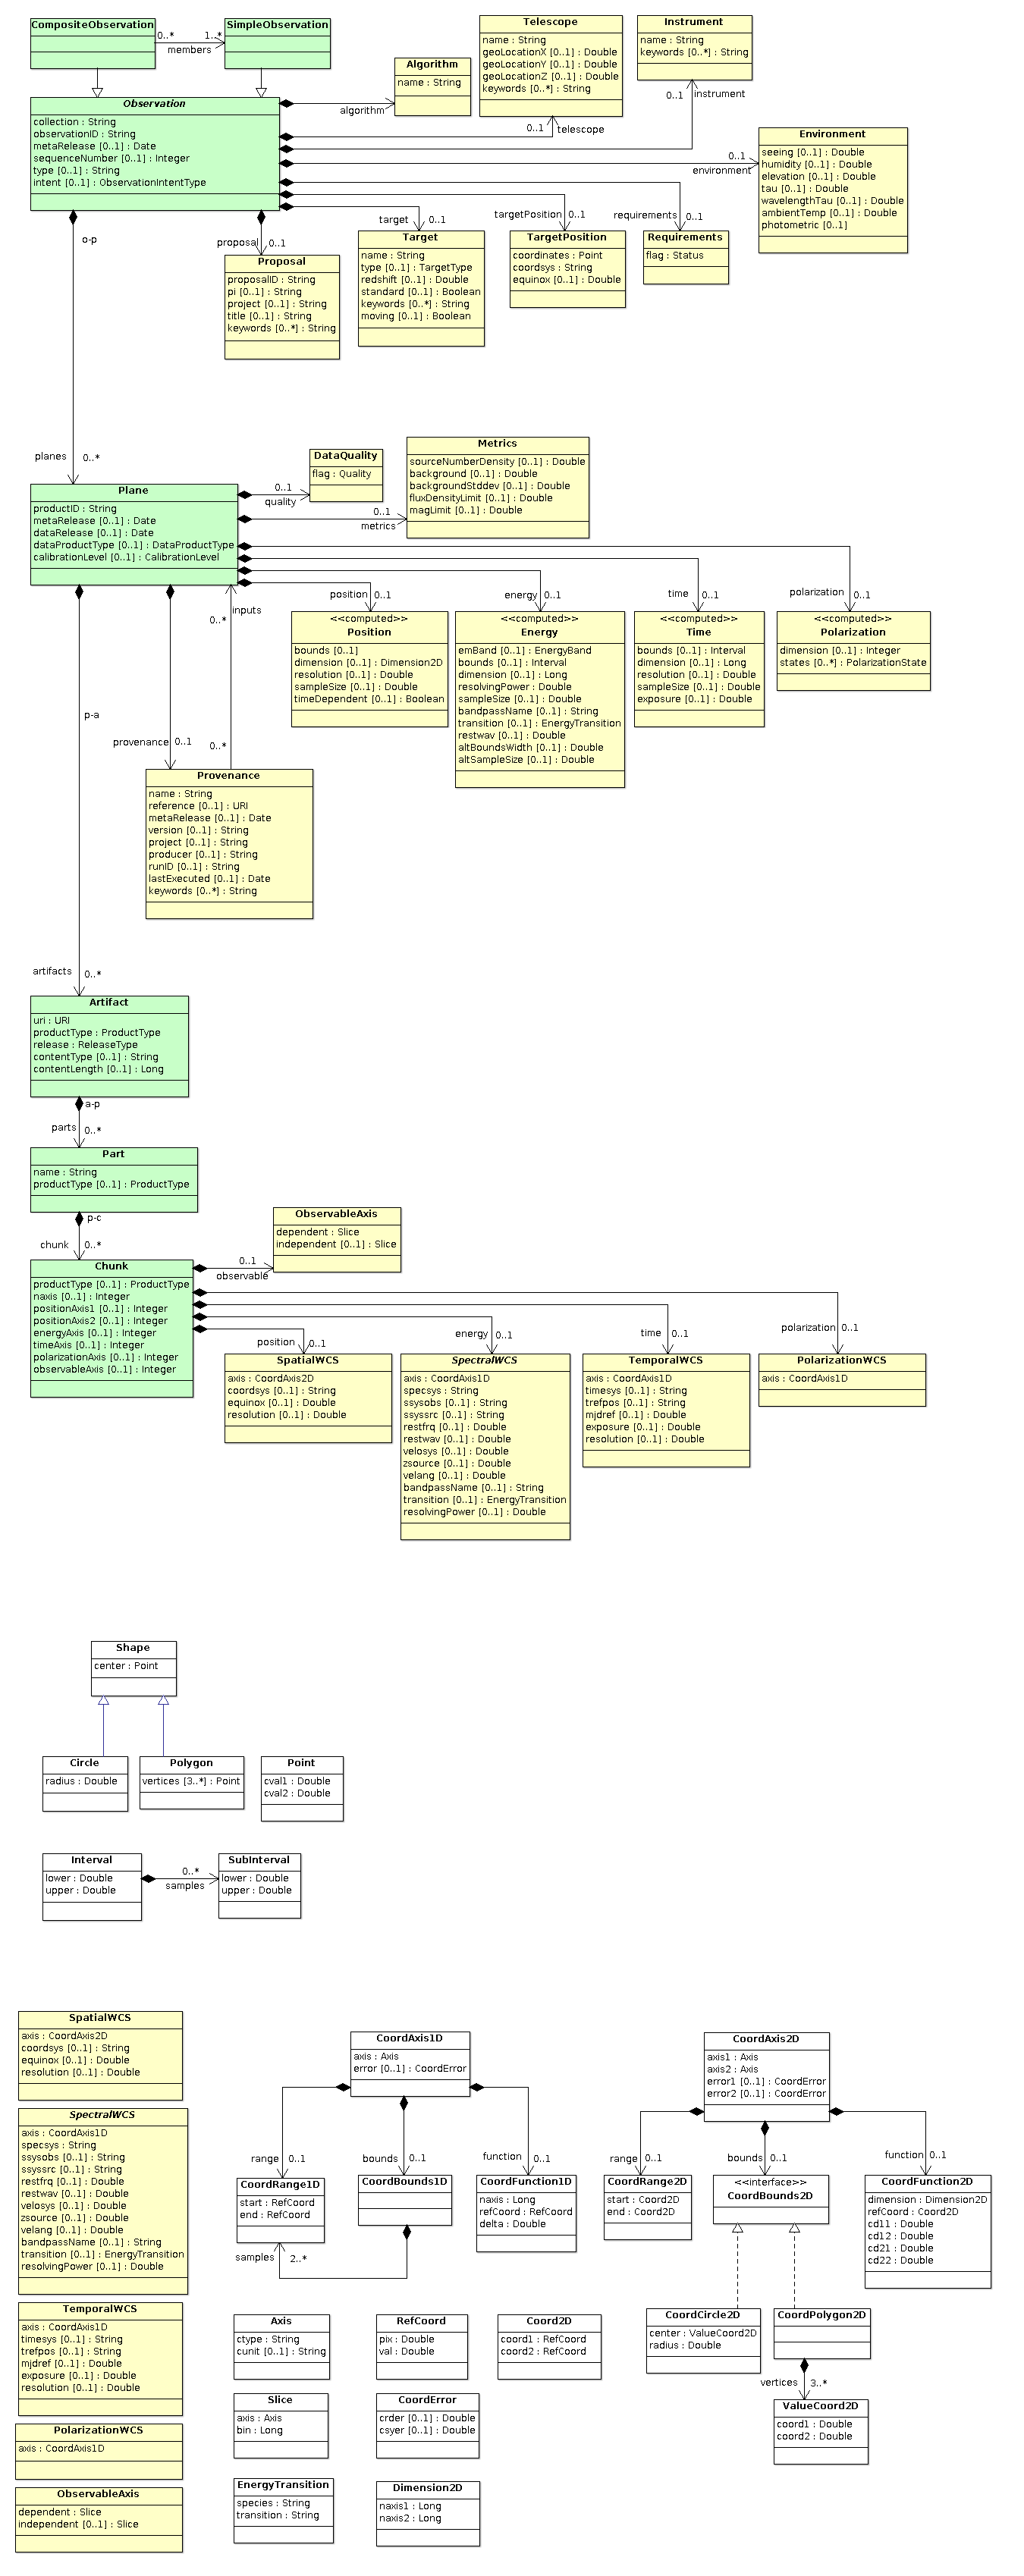 CompositeObservation
0..*
1..*
members
SimpleObservation
Telescope
name : String
geoLocationX [0..1] : Double
geoLocationY [0..1] : Double
geoLocationZ [0..1] : Double
keywords [0..*] : String
Instrument
name : String
keywords [0..*] : String
Algorithm
name : String
Observation
collection : String
observationID : String
metaRelease [0..1] : Date
sequenceNumber [0..1] : Integer
type [0..1] : String
intent [0..1] : ObservationIntentType
algorithm
0..1
telescope
0..1
instrument
0..1
environment
Environment
seeing [0..1] : Double
humidity [0..1] : Double
elevation [0..1] : Double
tau [0..1] : Double
wavelengthTau [0..1] : Double
ambientTemp [0..1] : Double
photometric [0..1]
o-p
proposal
0..1
target
0..1
targetPosition
0..1
requirements
0..1
Proposal
proposalID : String
pi [0..1] : String
project [0..1] : String
title [0..1] : String
keywords [0..*] : String
Target
name : String
type [0..1] : TargetType
redshift [0..1] : Double
standard [0..1] : Boolean
keywords [0..*] : String
moving [0..1] : Boolean
TargetPosition
coordinates : Point
coordsys : String
equinox [0..1] : Double
Requirements
flag : Status
planes
0..*
Plane
productID : String
metaRelease [0..1] : Date
dataRelease [0..1] : Date
dataProductType [0..1] : DataProductType
calibrationLevel [0..1] : CalibrationLevel
0..1
quality
DataQuality
flag : Quality
0..1
metrics
Metrics
sourceNumberDensity [0..1] : Double
background [0..1] : Double
backgroundStddev [0..1] : Double
fluxDensityLimit [0..1] : Double
magLimit [0..1] : Double
position
0..1
energy
0..1
time
0..1
polarization
0..1
inputs
0..*
<<computed>>
Position
bounds [0..1]
dimension [0..1] : Dimension2D
resolution [0..1] : Double
sampleSize [0..1] : Double
timeDependent [0..1] : Boolean
<<computed>>
Energy
emBand [0..1] : EnergyBand
bounds [0..1] : Interval
dimension [0..1] : Long
resolvingPower : Double
sampleSize [0..1] : Double
bandpassName [0..1] : String
transition [0..1] : EnergyTransition
restwav [0..1] : Double
altBoundsWidth [0..1] : Double
altSampleSize [0..1] : Double
<<computed>>
Time
bounds [0..1] : Interval
dimension [0..1] : Long
resolution [0..1] : Double
sampleSize [0..1] : Double
exposure [0..1] : Double
<<computed>>
Polarization
dimension [0..1] : Integer
states [0..*] : PolarizationState
p-a
provenance
0..1
0..*
Provenance
name : String
reference [0..1] : URI
metaRelease [0..1] : Date
version [0..1] : String
project [0..1] : String
producer [0..1] : String
runID [0..1] : String
lastExecuted [0..1] : Date
keywords [0..*] : String
artifacts
0..*
Artifact
uri : URI
productType : ProductType
release : ReleaseType
contentType [0..1] : String
contentLength [0..1] : Long
a-p
parts
0..*
Part
name : String
productType [0..1] : ProductType
p-c
chunk
0..*
Chunk
productType [0..1] : ProductType
naxis [0..1] : Integer
positionAxis1 [0..1] : Integer
positionAxis2 [0..1] : Integer
energyAxis [0..1] : Integer
timeAxis [0..1] : Integer
polarizationAxis [0..1] : Integer
observableAxis [0..1] : Integer
0..1
observable
ObservableAxis
dependent : Slice
independent [0..1] : Slice
position
0..1
energy
0..1
time
0..1
polarization
0..1
SpatialWCS
axis : CoordAxis2D
coordsys [0..1] : String
equinox [0..1] : Double
resolution [0..1] : Double
SpectralWCS
axis : CoordAxis1D
specsys : String
ssysobs [0..1] : String
ssyssrc [0..1] : String
restfrq [0..1] : Double
restwav [0..1] : Double
velosys [0..1] : Double
zsource [0..1] : Double
velang [0..1] : Double
bandpassName [0..1] : String
transition [0..1] : EnergyTransition
resolvingPower [0..1] : Double
TemporalWCS
axis : CoordAxis1D
timesys [0..1] : String
trefpos [0..1] : String
mjdref [0..1] : Double
exposure [0..1] : Double
resolution [0..1] : Double
PolarizationWCS
axis : CoordAxis1D
Shape
center : Point
Circle
radius : Double
Polygon
vertices [3..*] : Point
Point
cval1 : Double
cval2 : Double
Interval
lower : Double
upper : Double
0..*
samples
SubInterval
lower : Double
upper : Double
SpatialWCS
axis : CoordAxis2D
coordsys [0..1] : String
equinox [0..1] : Double
resolution [0..1] : Double
SpectralWCS
axis : CoordAxis1D
specsys : String
ssysobs [0..1] : String
ssyssrc [0..1] : String
restfrq [0..1] : Double
restwav [0..1] : Double
velosys [0..1] : Double
zsource [0..1] : Double
velang [0..1] : Double
bandpassName [0..1] : String
transition [0..1] : EnergyTransition
resolvingPower [0..1] : Double
TemporalWCS
axis : CoordAxis1D
timesys [0..1] : String
trefpos [0..1] : String
mjdref [0..1] : Double
exposure [0..1] : Double
resolution [0..1] : Double
PolarizationWCS
axis : CoordAxis1D
ObservableAxis
dependent : Slice
independent [0..1] : Slice
CoordAxis1D
axis : Axis
error [0..1] : CoordError
range
0..1
bounds
0..1
function
0..1
CoordRange1D
start : RefCoord
end : RefCoord
CoordBounds1D
CoordFunction1D
naxis : Long
refCoord : RefCoord
delta : Double
samples
2..*
CoordAxis2D
axis1 : Axis
axis2 : Axis
error1 [0..1] : CoordError
error2 [0..1] : CoordError
range
0..1
bounds
0..1
function
0..1
CoordRange2D
start : Coord2D
end : Coord2D
<<interface>>
CoordBounds2D
CoordFunction2D
dimension : Dimension2D
refCoord : Coord2D
cd11 : Double
cd12 : Double
cd21 : Double
cd22 : Double
CoordCircle2D
center : ValueCoord2D
radius : Double
CoordPolygon2D
vertices
3..*
ValueCoord2D
coord1 : Double
coord2 : Double
Axis
ctype : String
cunit [0..1] : String
RefCoord
pix : Double
val : Double
Coord2D
coord1 : RefCoord
coord2 : RefCoord
Slice
axis : Axis
bin : Long
CoordError
crder [0..1] : Double
csyer [0..1] : Double
EnergyTransition
species : String
transition : String
Dimension2D
naxis1 : Long
naxis2 : Long